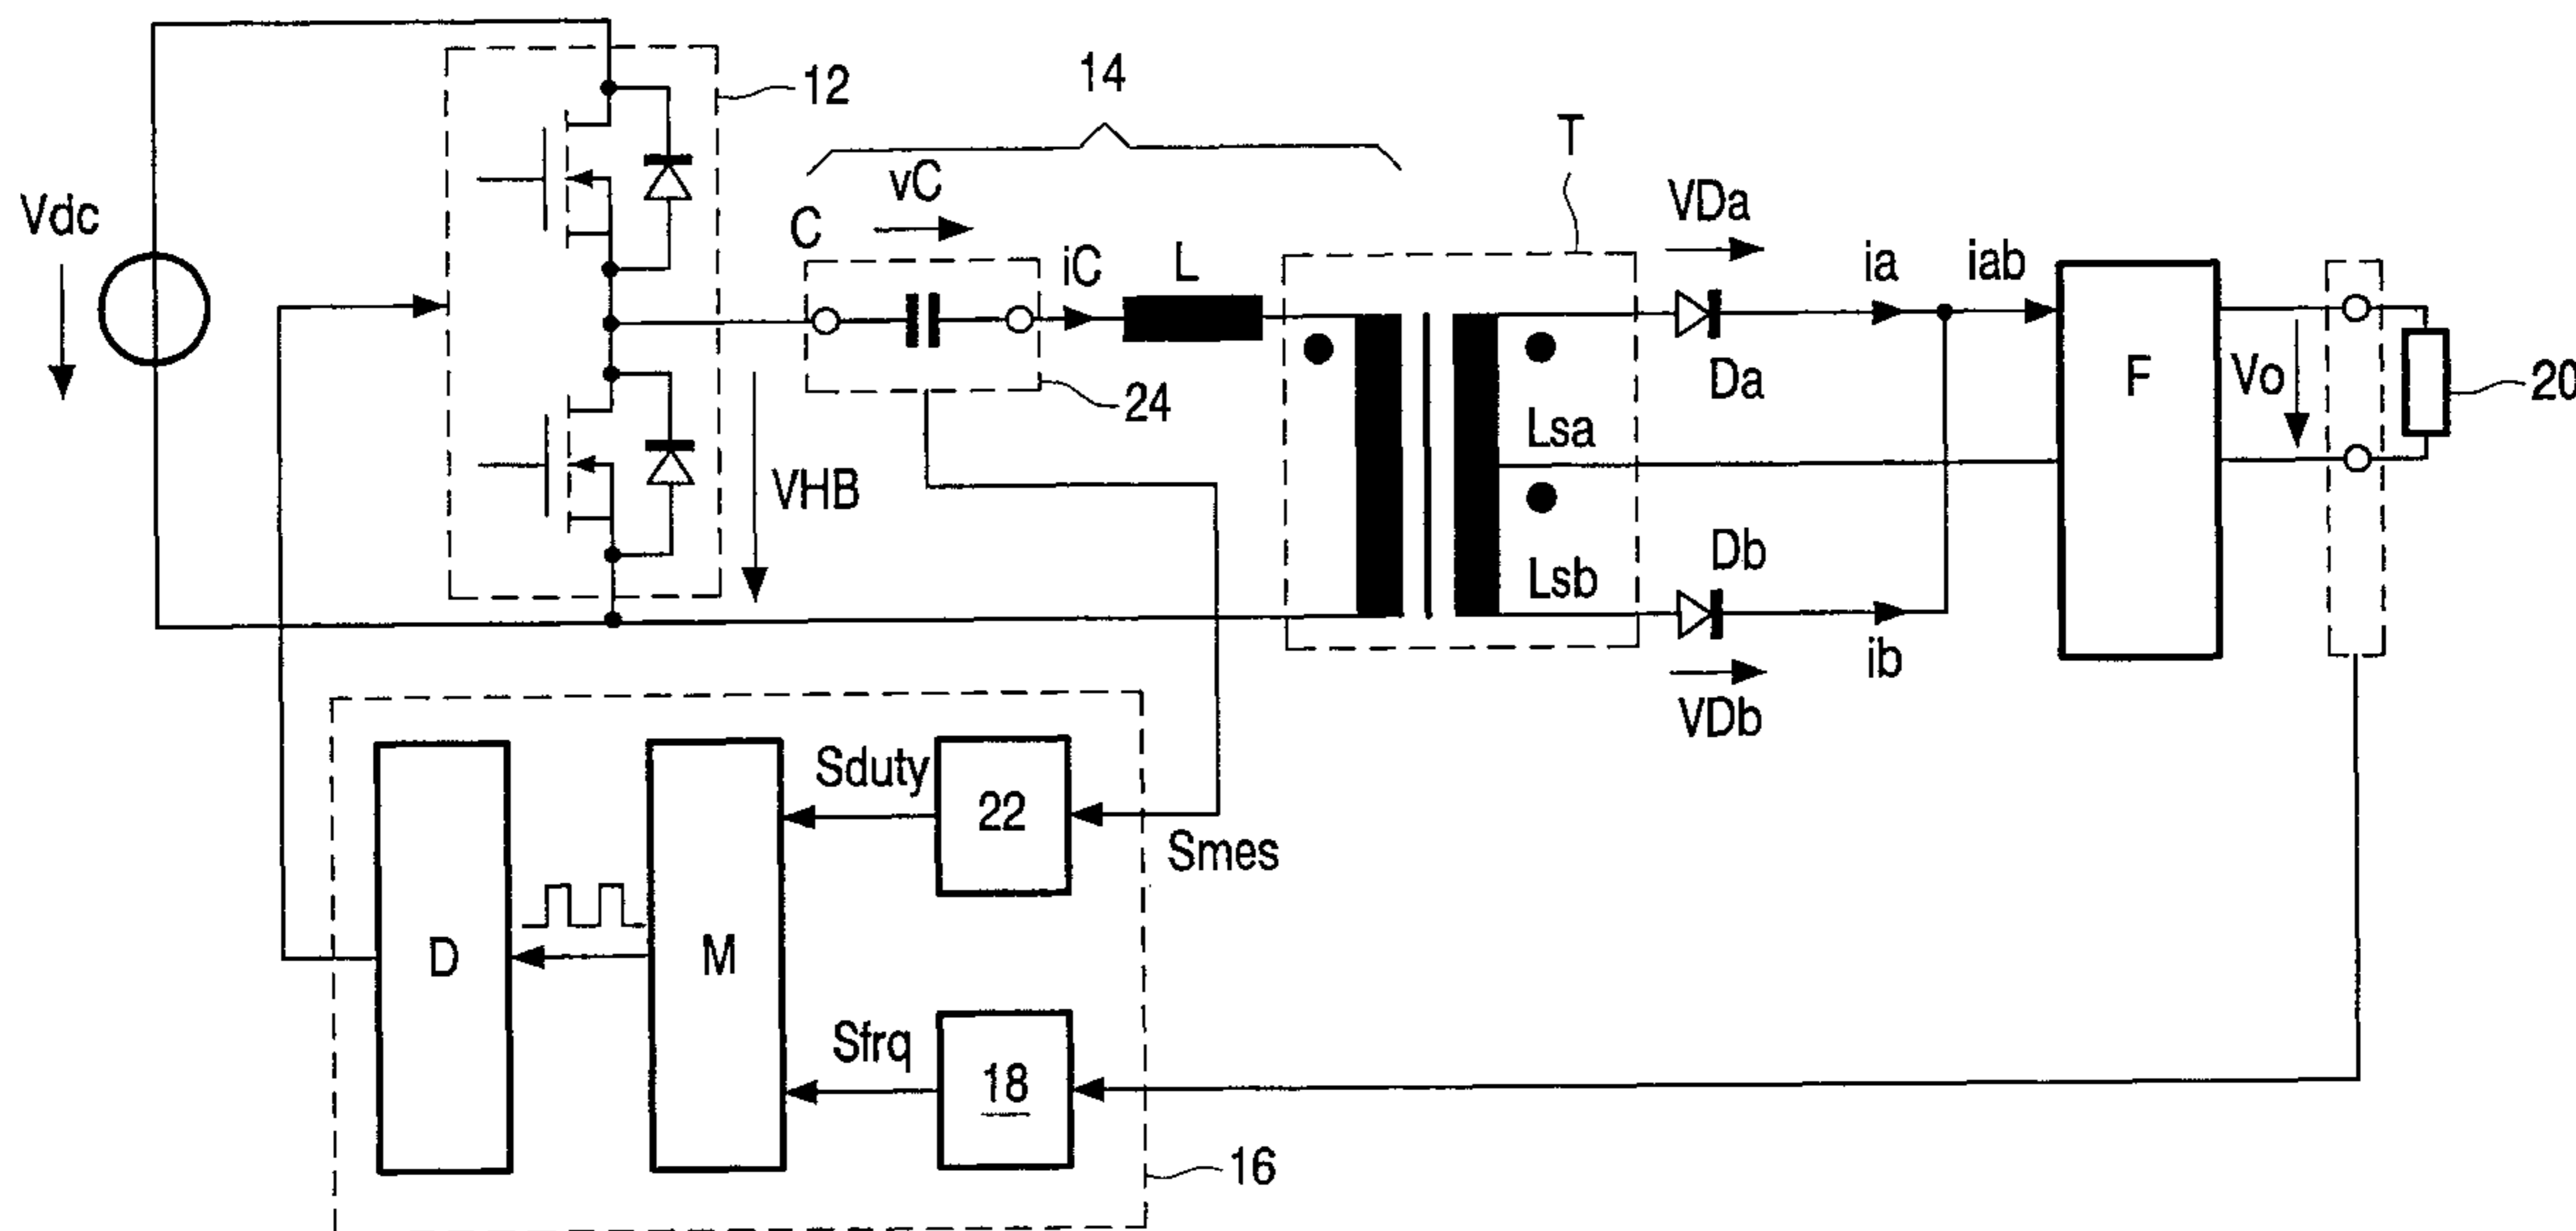 12
14
T
vC
VDa
Vdc
C
iC
L
ia
iab
F
Vo
20
Da
24
Lsa
VHB
Db
Lsb
ib
VDb
Sduty
22
Smes
D
M
Sfrq
18
16